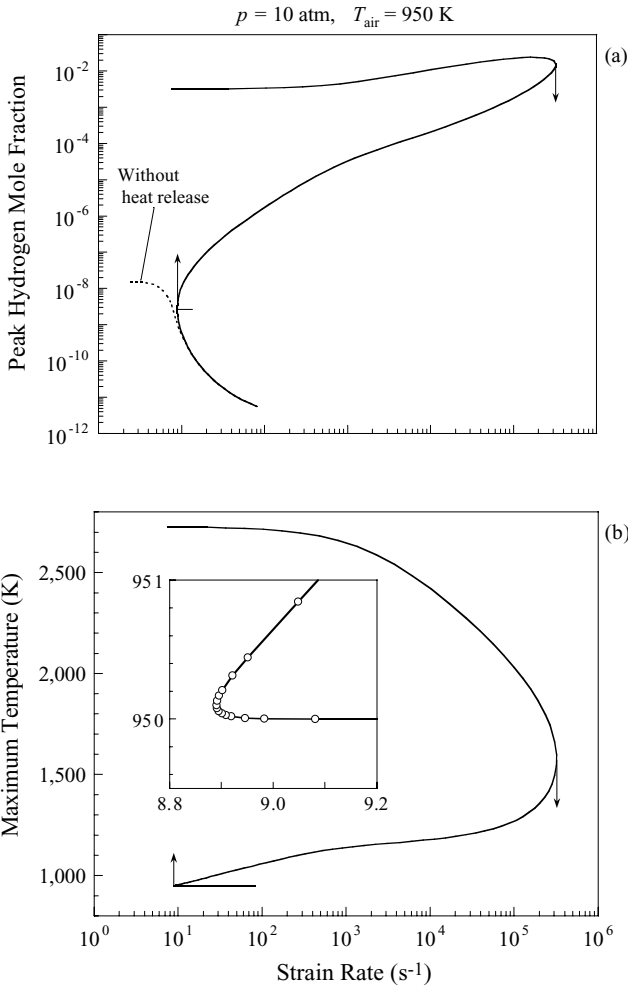 p = 10 atm, T_air = 950 K
(a)
Peak Hydrogen Mole Fraction
10^-2
10^-4
10^-6
10^-8
10^-10
10^-12
Without
heat release
(b)
Maximum Temperature (K)
2,500
2,000
1,500
1,000
951
950
8.8
9.0
9.2
10^0
10^1
10^2
10^3
10^4
10^5
10^6
Strain Rate (s^-1)